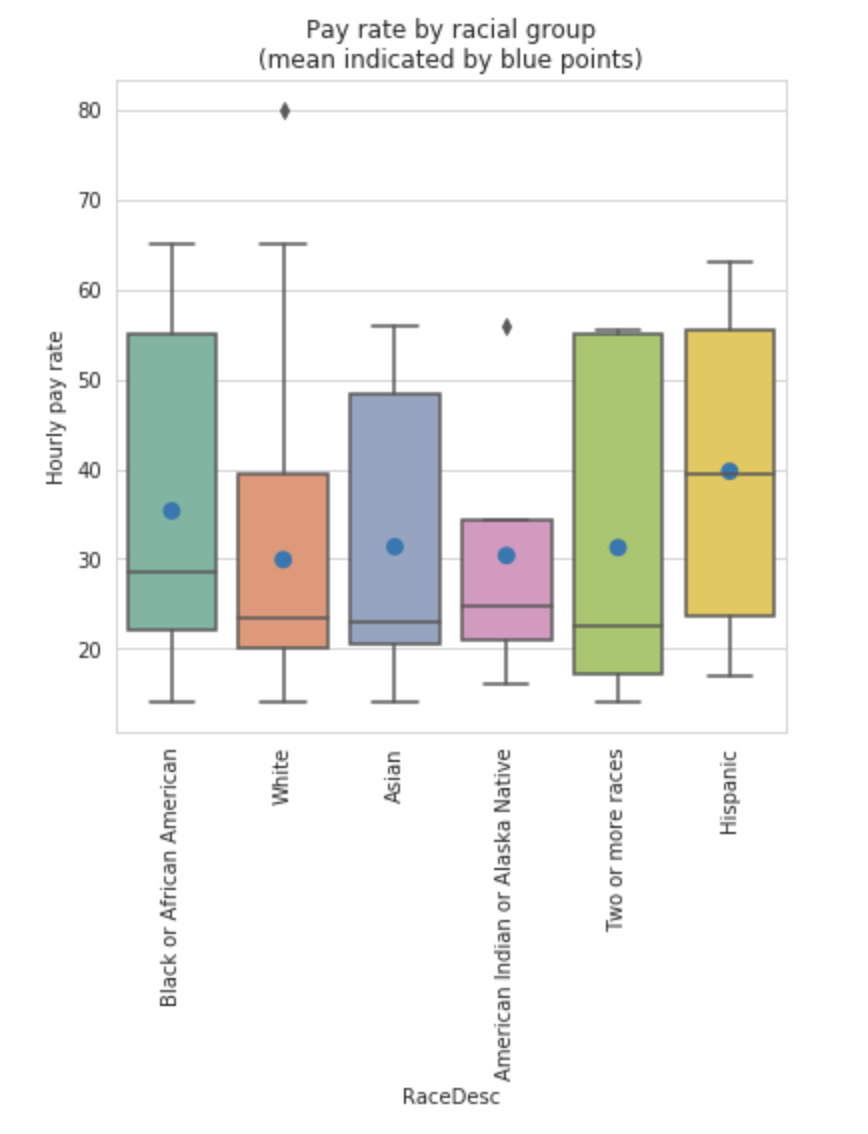 Pay rate by racial group
(mean indicated by blue points)
80
70
60
50
40
30
20
Hourly pay rate
Black or African American
White
Asian
American Indian or Alaska Native
Two or more races
Hispanic
RaceDesc